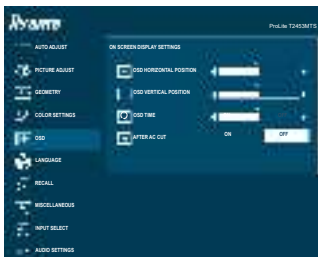 iiyama
ProLite T2453MTS
AUTO ADJUST
PICTURE ADJUST
GEOMETRY
COLOR SETTINGS
OSD
LANGUAGE
RECALL
MISCELLANEOUS
INPUT SELECT
AUDIO SETTINGS
ON SCREEN DISPLAY SETTINGS
OSD HORIZONTAL POSITION
OSD VERTICAL POSITION
OSD TIME
AFTER AC CUT
ON OFF